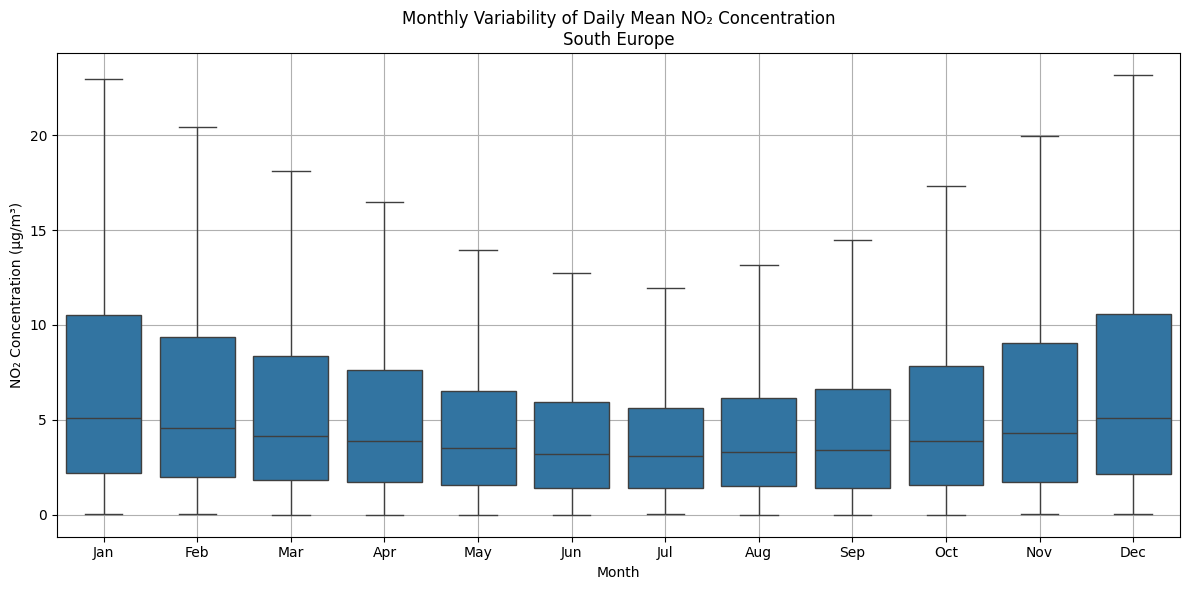 Monthly Variability of Daily Mean NO₂ Concentration
South Europe
NO₂ Concentration (µg/m³)
20
15
10
5
0
Jan Feb Mar Apr May Jun Jul Aug Sep Oct Nov Dec
Month